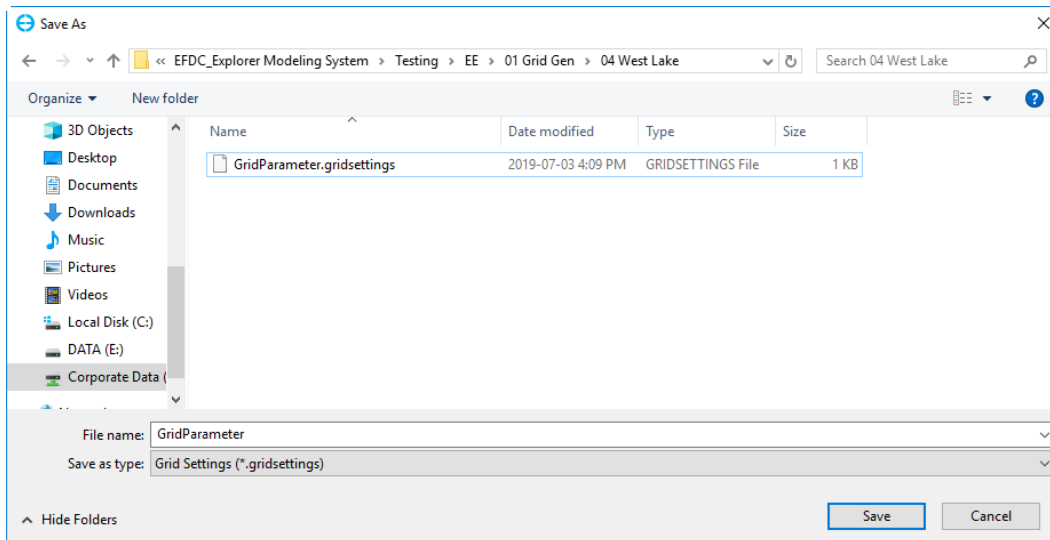 Save As
« EFDC_Explorer Modeling System › Testing › EE › 01 Grid Gen › 04 West Lake
Search 04 West Lake
Organize
New folder
?
Name
Date modified
Type
Size
3D Objects
Desktop
Documents
Downloads
Music
Pictures
Videos
Local Disk (C:)
DATA (E:)
Corporate Data (
GridParameter.gridsettings 2019-07-03 4:09 PM GRIDSETTINGS File 1 KB
File name: GridParameter
Save as type: Grid Settings (*.gridsettings)
Hide Folders
Save
Cancel